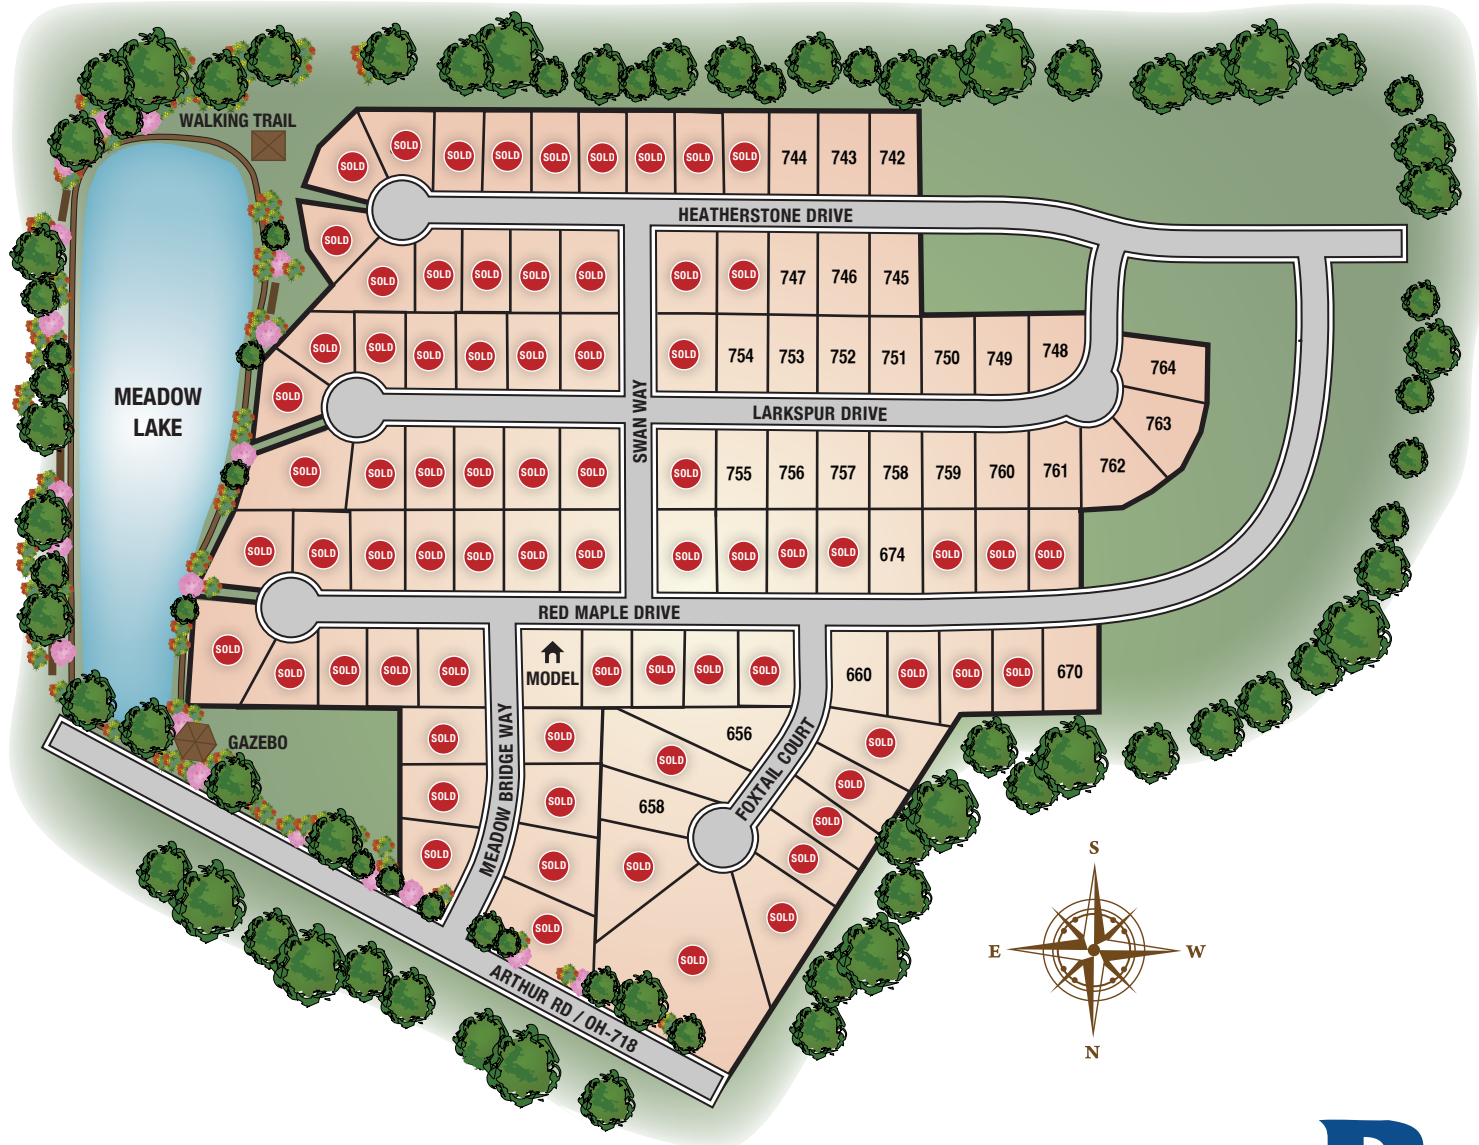 WALKING TRAIL
SOLD
SOLD
SOLD
SOLD
SOLD
SOLD
SOLD
SOLD
SOLD
744
743
742
HEATHERSTONE DRIVE
SOLD
SOLD
SOLD
SOLD
SOLD
SOLD
SOLD
SOLD
747
746
745
SOLD
SOLD
SOLD
SOLD
SOLD
SOLD
SOLD
754
753
752
751
750
749
748
764
MEADOW
LAKE
SOLD
SWAN WAY
LARKSPUR DRIVE
763
SOLD
SOLD
SOLD
SOLD
SOLD
SOLD
SOLD
755
756
757
758
759
760
761
762
SOLD
SOLD
SOLD
SOLD
SOLD
SOLD
SOLD
SOLD
SOLD
SOLD
SOLD
674
SOLD
SOLD
SOLD
RED MAPLE DRIVE
SOLD
SOLD
SOLD
SOLD
SOLD
MODEL
SOLD
SOLD
SOLD
SOLD
660
SOLD
SOLD
SOLD
670
GAZEBO
SOLD
MEADOW BRIDGE WAY
SOLD
656
SOLD
FOXTAIL COURT
SOLD
SOLD
SOLD
658
SOLD
SOLD
SOLD
SOLD
SOLD
SOLD
SOLD
SOLD
SOLD
SOLD
ARTHUR RD / OH-718
S
E
W
N